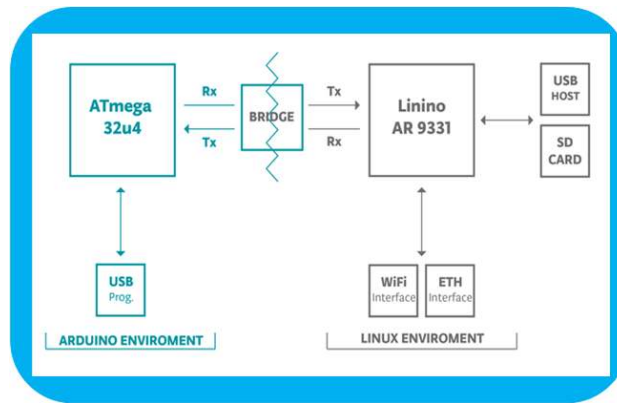 ATmega
32u4
Rx
Tx
BRIDGE
Tx
Rx
Linino
AR 9331
USB
HOST
SD
CARD
USB
Prog.
WiFi
Interface
ETH
Interface
ARDUINO ENVIROMENT
LINUX ENVIROMENT